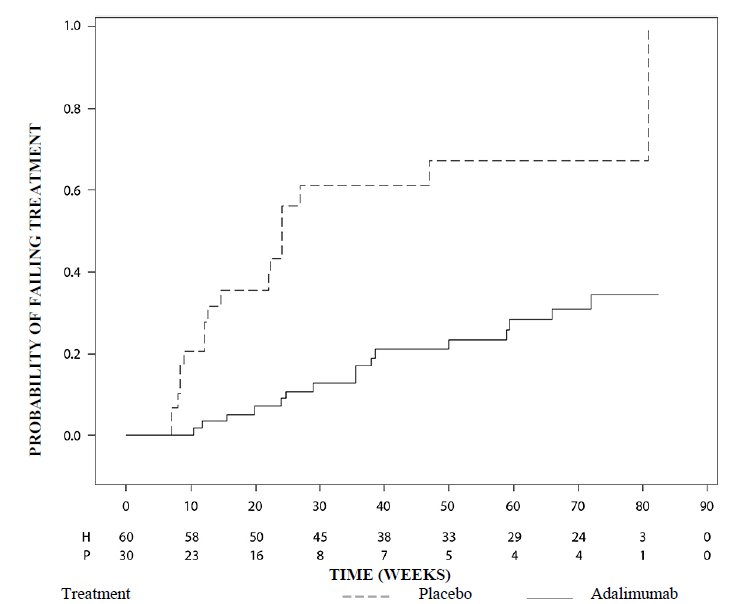 1.0
0.8
0.6
0.4
0.2
0.0
PROBABILITY OF FAILING TREATMENT
0 10 20 30 40 50 60 70 80 90
H 60 58 50 45 38 33 29 24 3 0
P 30 23 16 8 7 5 4 4 1 0
TIME (WEEKS)
Treatment Placebo Adalimumab